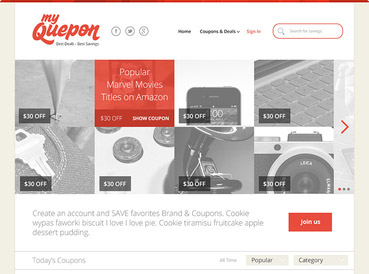 my
Quepon
Best Deals - Best Savings
Home
Coupons & Deals
Sign In
Search for savings
$30 OFF
Popular
Marvel Movies
Titles on Amazon
$30 OFF
SHOW COUPON
$30 OFF
$30 OFF
$30 OFF
$30 OFF
$30 OFF
$30 OFF
LEICA
Create an account and SAVE favorites Brand & Coupons. Cookie
wypas faworki biscuit I love I love pie. Cookie tiramisu fruitcake apple
dessert pudding.
Join us
Today's Coupons
All Time
Popular
Category